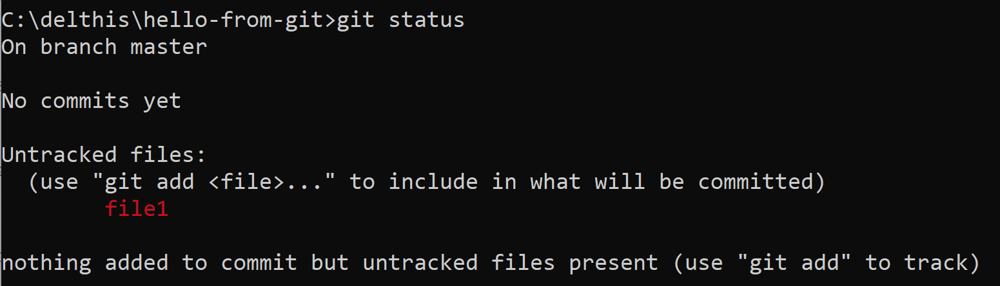 C:\delthis\hello-from-git>git status
On branch master
No commits yet
Untracked files:
  (use "git add <file>..." to include in what will be committed)
        file1
nothing added to commit but untracked files present (use "git add" to track)